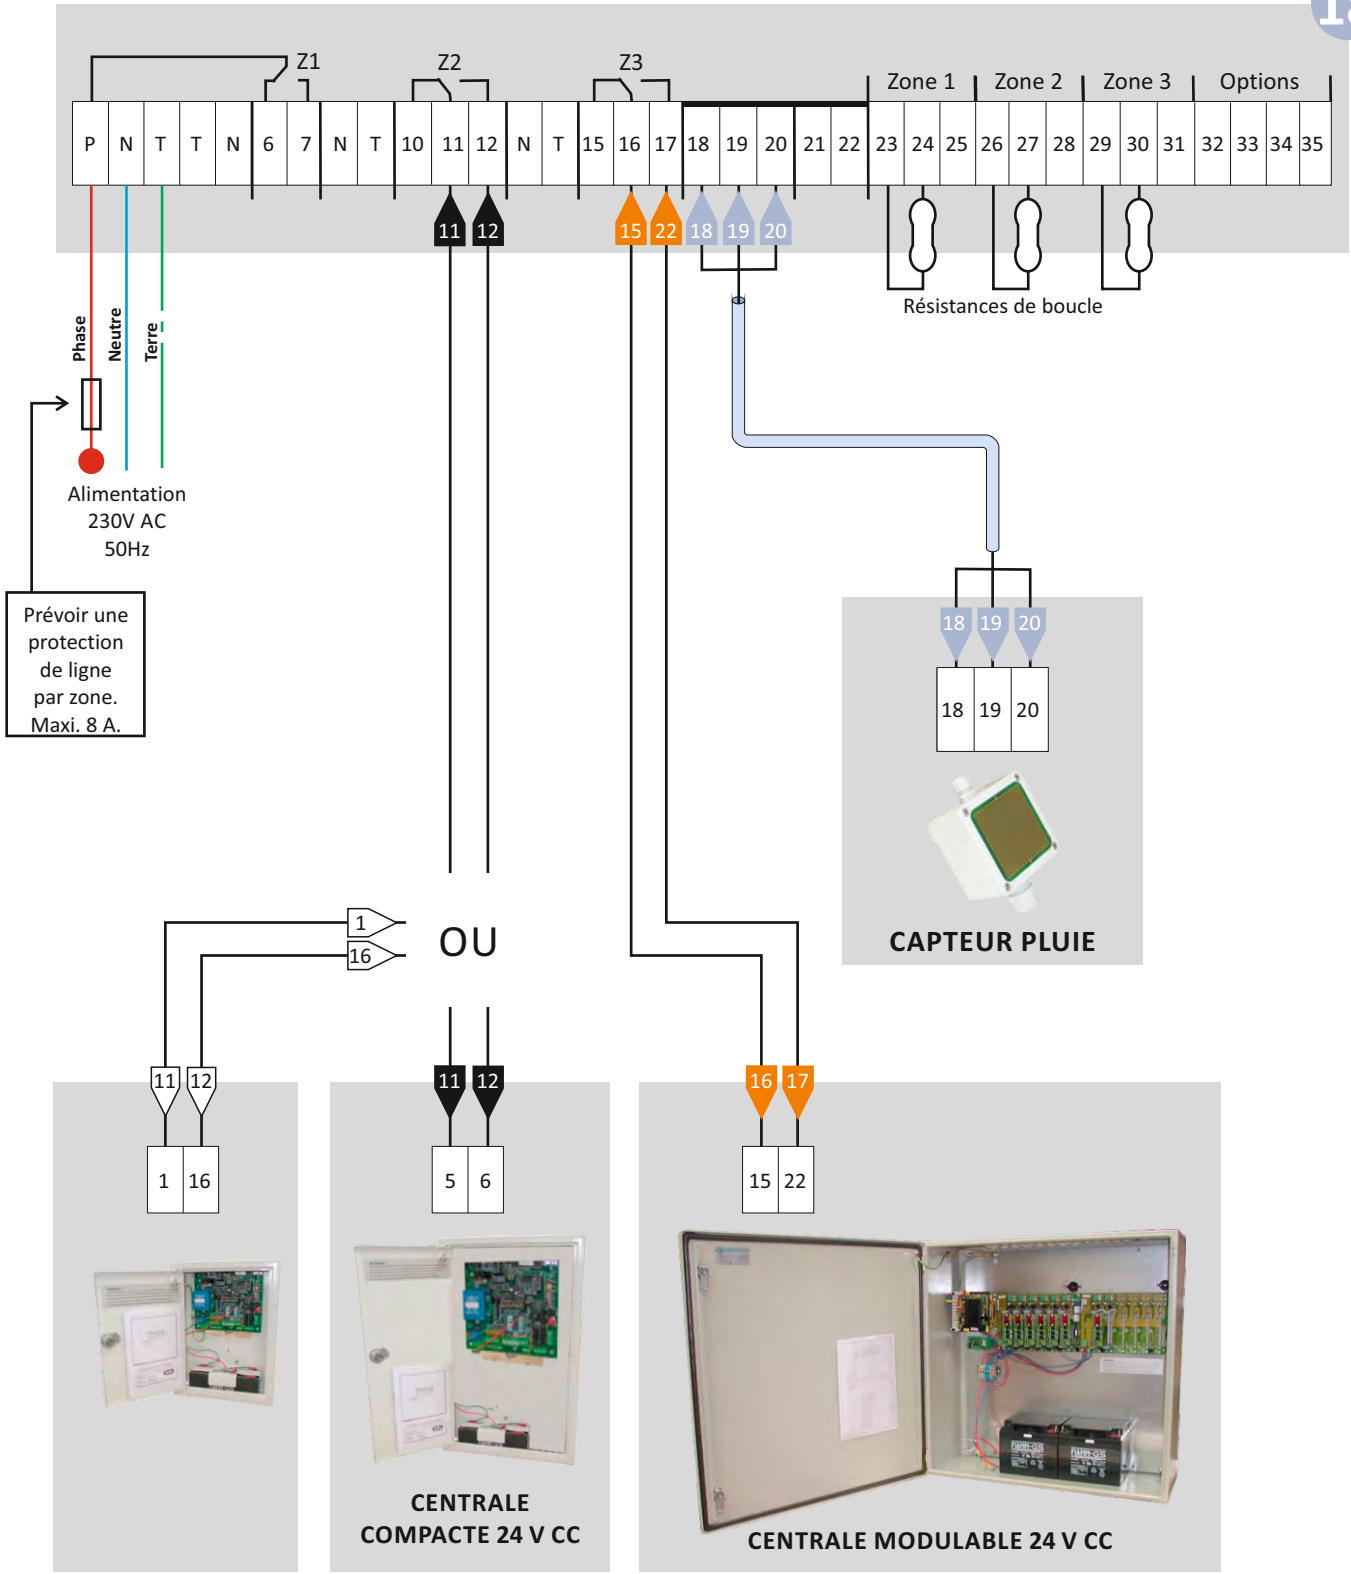 Z1
Z2
Z3
Zone 1
Zone 2
Zone 3
Options
P N T T N 6 7 N T 10 11 12 N T 15 16 17 18 19 20 21 22 23 24 25 26 27 28 29 30 31 32 33 34 35
11 12 15 22 18 19 20
Résistances de boucle
Phase
Neutre
Terre
Alimentation
230V AC
50Hz
Prévoir une
protection
de ligne
par zone.
Maxi. 8 A.
18 19 20
18 19 20
CAPTEUR PLUIE
1
16
OU
11 12
11 12
16 17
1 16
5 6
15 22
FIAMM-GS
FIAMM-GS
CENTRALE
COMPACTE 24 V CC
CENTRALE MODULABLE 24 V CC